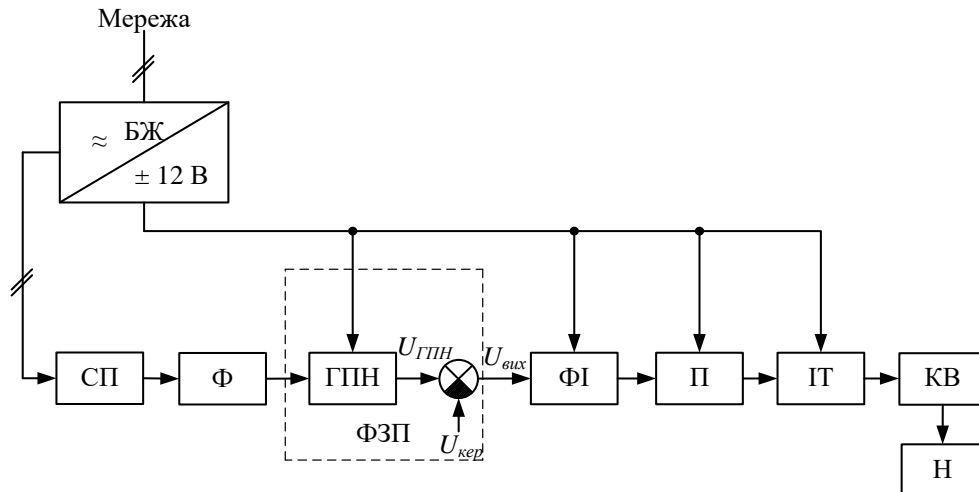 Мережа
≈ БЖ
± 12 В
СП
Ф
ГПН
U_ГПН
U_вих
ФІ
П
ІТ
КВ
ФЗП
U_кер
Н